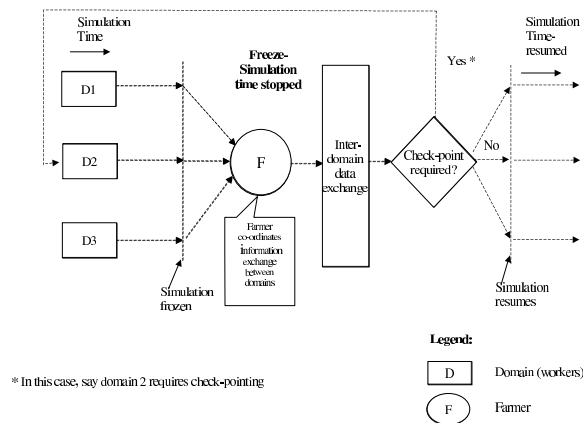 Simulation
Time
Freeze-
Simulation
time stopped
Yes *
Simulation
Time-
resumed
D1
D2
D3
F
Inter-
domain
data
exchange
Check-point
required?
No
Farmer
co-ordinates
information
exchange
between
domains
Simulation
frozen
Simulation
resumes
Legend:
D
Domain (workers)
F
Farmer
* In this case, say domain 2 requires check-pointing